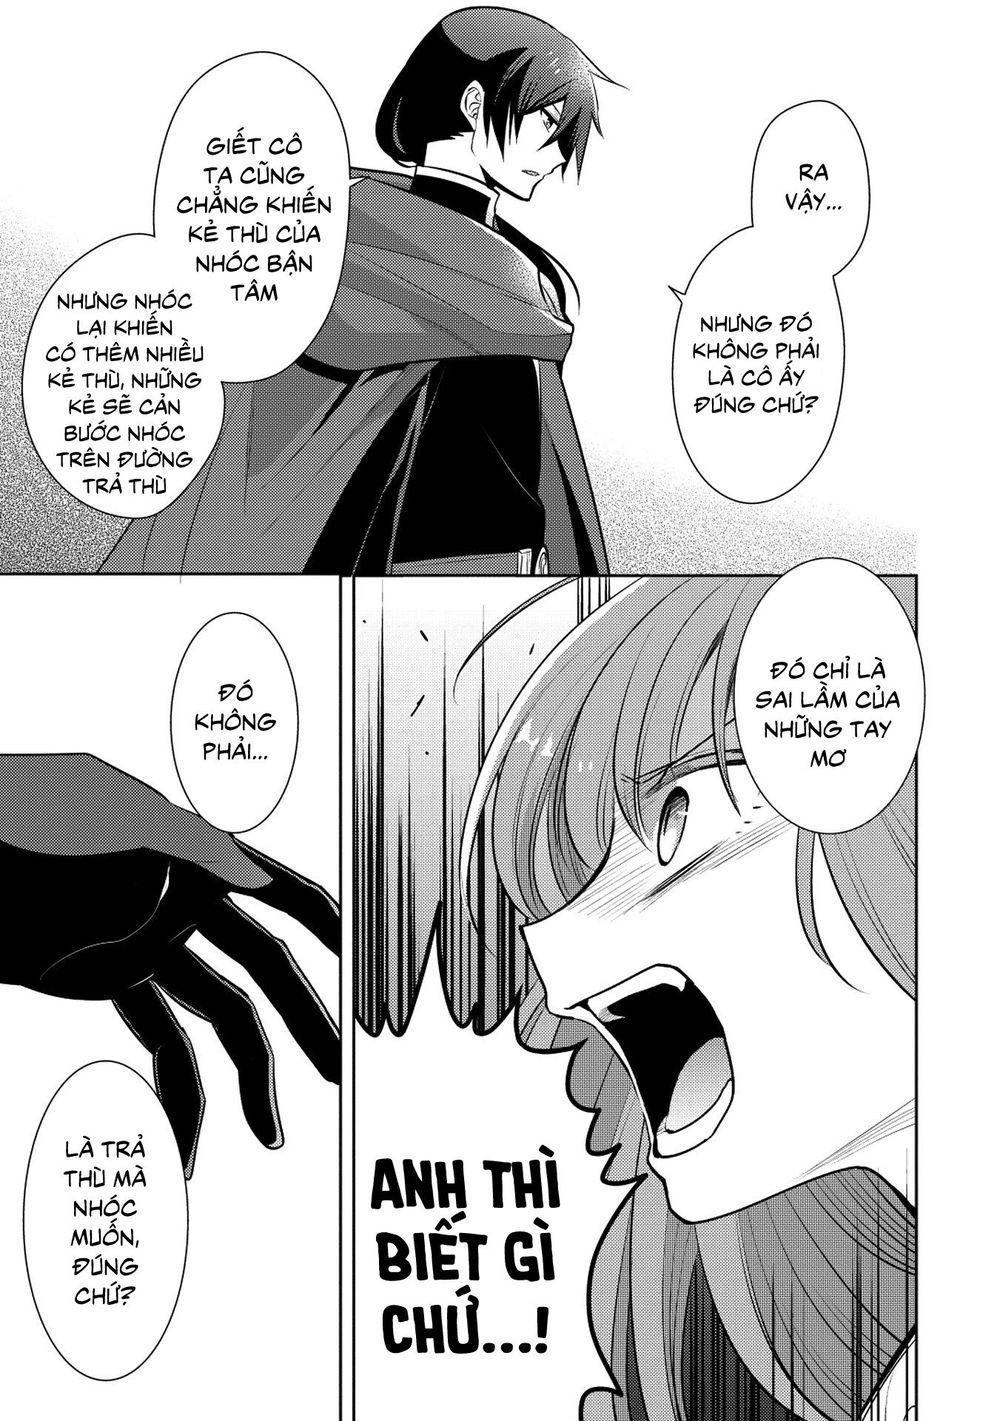 RA
VẬY...
NHƯNG ĐÓ
KHÔNG PHẢI
LÀ CÔ ẤY
ĐÚNG CHỨ?
GIẾT CÔ
TA CŨNG
CHẲNG KHIẾN
KẺ THÙ CỦA
NHÓC BẬN
TÂM
NHƯNG NHÓC
LẠI KHIẾN
CÓ THÊM NHIỀU
KẺ THÙ, NHỮNG
KẺ SẼ CẢN
BƯỚC NHÓC
TRÊN ĐƯỜNG
TRẢ THÙ
ĐÓ CHỈ LÀ
SAI LẦM CỦA
NHỮNG TAY
MƠ
ANH THÌ
BIẾT GÌ
CHỨ...!
ĐÓ
KHÔNG
PHẢI...
LÀ TRẢ
THÙ MÀ
NHÓC
MUỐN,
ĐÚNG
CHỨ?